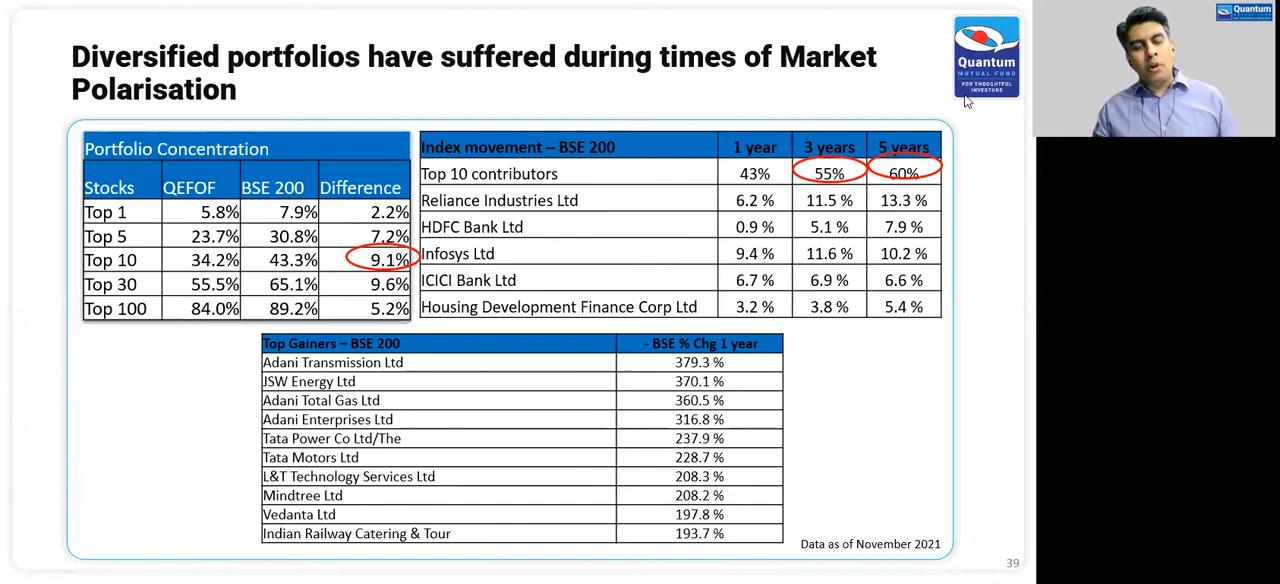 Diversified portfolios have suffered during times of Market
Polarisation
Quantum
MUTUAL FUND
FOR THOUGHTFUL
INVESTORS
Quantum
Portfolio Concentration
Stocks QEFOF BSE 200 Difference
Top 1 5.8% 7.9% 2.2%
Top 5 23.7% 30.8% 7.2%
Top 10 34.2% 43.3% 9.1%
Top 30 55.5% 65.1% 9.6%
Top 100 84.0% 89.2% 5.2%
Index movement – BSE 200 1 year 3 years 5 years
Top 10 contributors 43% 55% 60%
Reliance Industries Ltd 6.2 % 11.5 % 13.3 %
HDFC Bank Ltd 0.9 % 5.1 % 7.9 %
Infosys Ltd 9.4 % 11.6 % 10.2 %
ICICI Bank Ltd 6.7 % 6.9 % 6.6 %
Housing Development Finance Corp Ltd 3.2 % 3.8 % 5.4 %
Top Gainers – BSE 200 - BSE % Chg 1 year
Adani Transmission Ltd 379.3 %
JSW Energy Ltd 370.1 %
Adani Total Gas Ltd 360.5 %
Adani Enterprises Ltd 316.8 %
Tata Power Co Ltd/The 237.9 %
Tata Motors Ltd 228.7 %
L&T Technology Services Ltd 208.3 %
Mindtree Ltd 208.2 %
Vedanta Ltd 197.8 %
Indian Railway Catering & Tour 193.7 %
Data as of November 2021
39